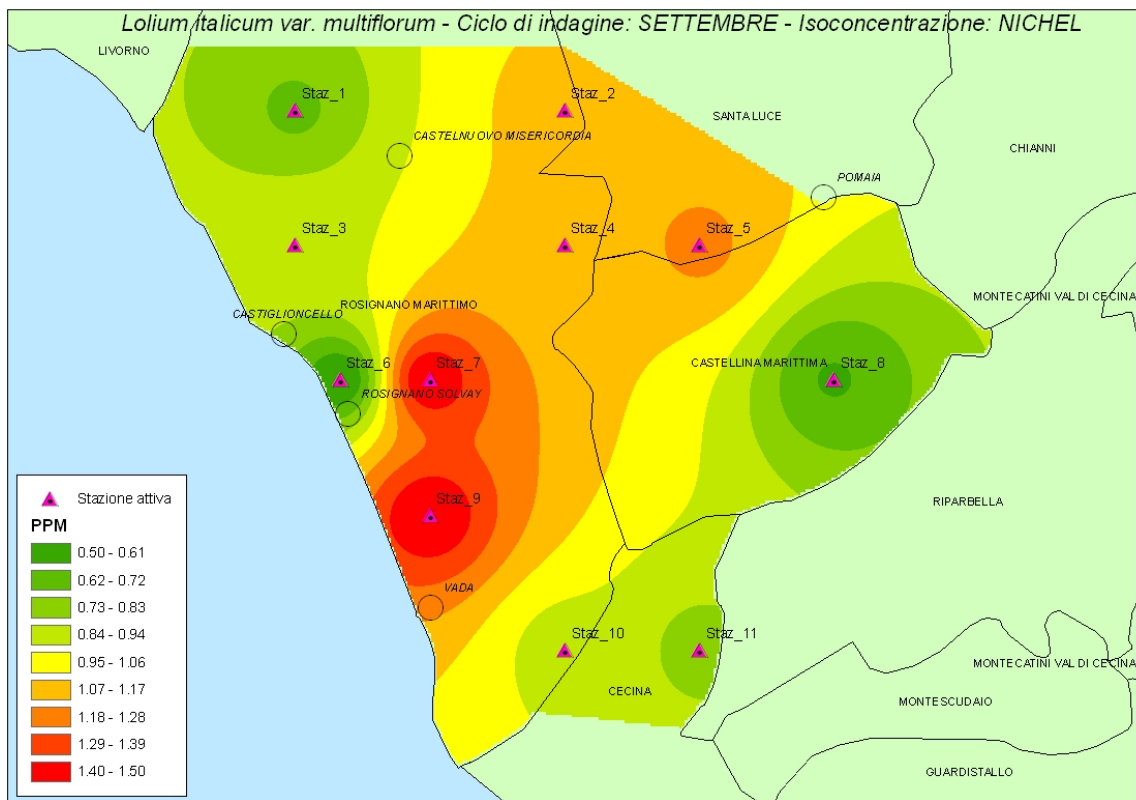 Lolium italicum var. multiflorum - Ciclo di indagine: SETTEMBRE - Isoconcentrazione: NICHEL
LIVORNO
Staz_1
Staz_2
SANTA LUCE
CASTELNUOVO MISERICORDIA
CHIANNI
POMAIA
Staz_3
Staz_4
Staz_5
MONTECATINI VAL DI CECINA
ROSIGNANO MARITTIMO
CASTIGLIONCELLO
Staz_6
Staz_7
CASTELLINA MARITTIMA
Staz_8
ROSIGNANO SOLVAY
Staz_9
RIPARBELLA
VADA
Staz_10
Staz_11
MONTECATINI VAL DI CECINA
CECINA
MONTESCUDAIO
GUARDISTALLO
Stazione attiva
PPM
0.50 - 0.61
0.62 - 0.72
0.73 - 0.83
0.84 - 0.94
0.95 - 1.06
1.07 - 1.17
1.18 - 1.28
1.29 - 1.39
1.40 - 1.50